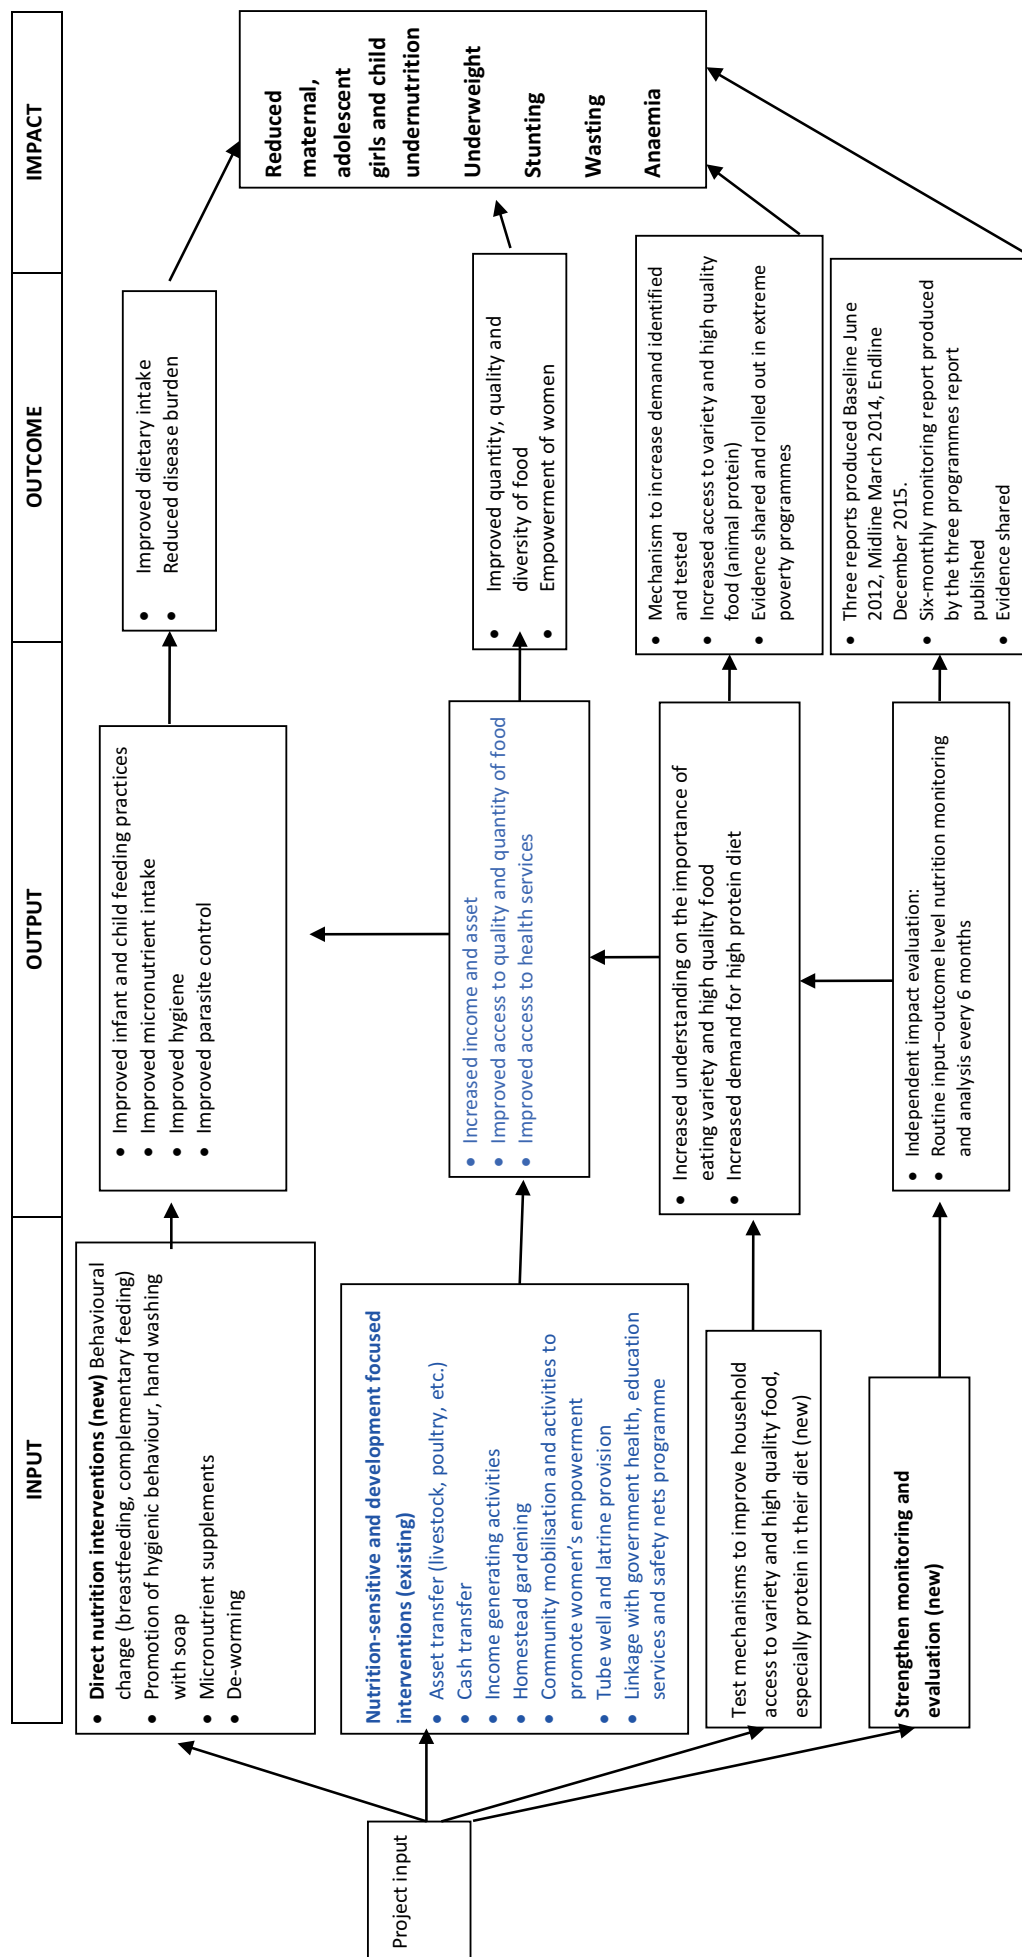 INPUT
OUTPUT
OUTCOME
IMPACT
Project input
• Direct nutrition interventions (new) Behavioural
change (breastfeeding, complementary feeding)
• Promotion of hygienic behaviour, hand washing
with soap
• Micronutrient supplements
• De-worming
Nutrition-sensitive and development focused
interventions (existing)
• Asset transfer (livestock, poultry, etc.)
• Cash transfer
• Income generating activities
• Homestead gardening
• Community mobilisation and activities to
promote women's empowerment
• Tube well and latrine provision
• Linkage with government health, education
services and safety nets programme
Test mechanisms to improve household
access to variety and high quality food,
especially protein in their diet (new)
Strengthen monitoring and
evaluation (new)
• Improved infant and child feeding practices
• Improved micronutrient intake
• Improved hygiene
• Improved parasite control
• Increased income and asset
• Improved access to quality and quantity of food
• Improved access to health services
• Increased understanding on the importance of
eating variety and high quality food
• Increased demand for high protein diet
• Independent impact evaluation:
• Routine input–outcome level nutrition monitoring
and analysis every 6 months
• Improved dietary intake
• Reduced disease burden
• Improved quantity, quality and
diversity of food
• Empowerment of women
• Mechanism to increase demand identified
and tested
• Increased access to variety and high quality
food (animal protein)
• Evidence shared and rolled out in extreme
poverty programmes
• Three reports produced Baseline June
2012, Midline March 2014, Endline
December 2015.
• Six-monthly monitoring report produced
by the three programmes report
published
• Evidence shared
Reduced
maternal,
adolescent
girls and child
undernutrition
Underweight
Stunting
Wasting
Anaemia